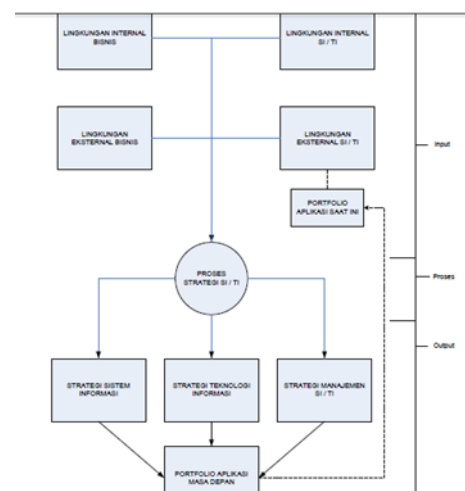 LINGKUNGAN INTERNAL
BISNIS
LINGKUNGAN INTERNAL
SI / TI
LINGKUNGAN
EKSTERNAL BISNIS
LINGKUNGAN
EKSTERNAL SI / TI
Input
PORTFOLIO
APLIKASI SAAT INI
PROSES
STRATEGI SI / TI
Proses
Output
STRATEGI SISTEM
INFORMASI
STRATEGI TEKNOLOGI
INFORMASI
STRATEGI MANAJEMEN
SI / TI
PORTFOLIO APLIKASI
MASA DEPAN